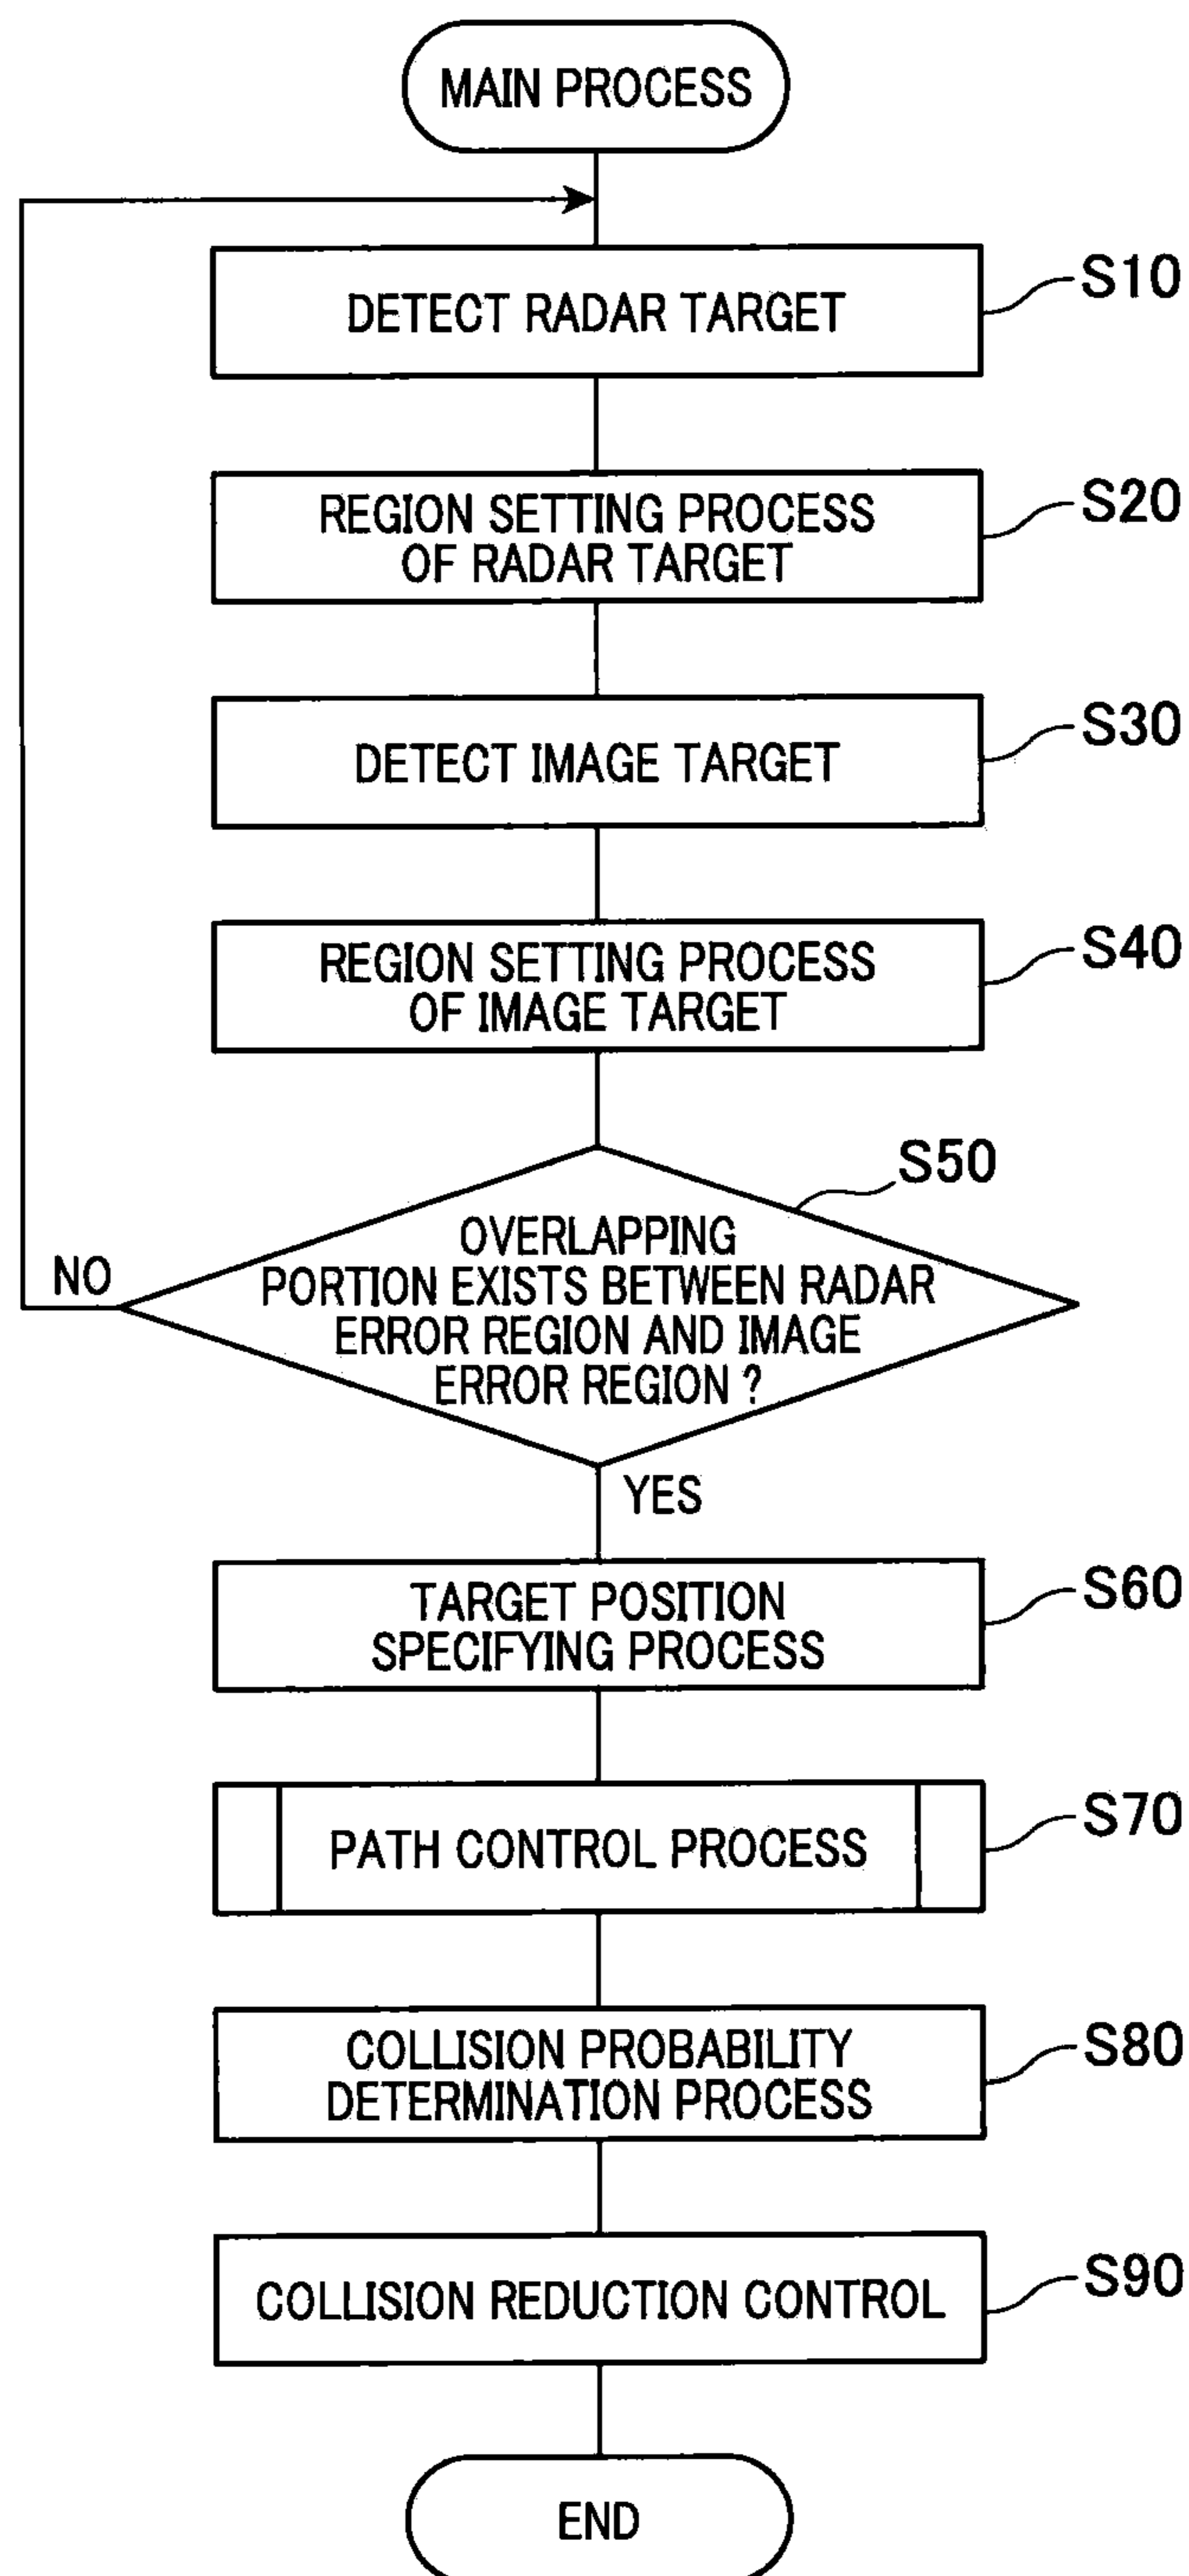 MAIN PROCESS
DETECT RADAR TARGET
S10
REGION SETTING PROCESS
OF RADAR TARGET
S20
DETECT IMAGE TARGET
S30
REGION SETTING PROCESS
OF IMAGE TARGET
S40
S50
OVERLAPPING
PORTION EXISTS BETWEEN RADAR
ERROR REGION AND IMAGE
ERROR REGION ?
NO
YES
TARGET POSITION
SPECIFYING PROCESS
S60
PATH CONTROL PROCESS
S70
COLLISION PROBABILITY
DETERMINATION PROCESS
S80
COLLISION REDUCTION CONTROL
S90
END